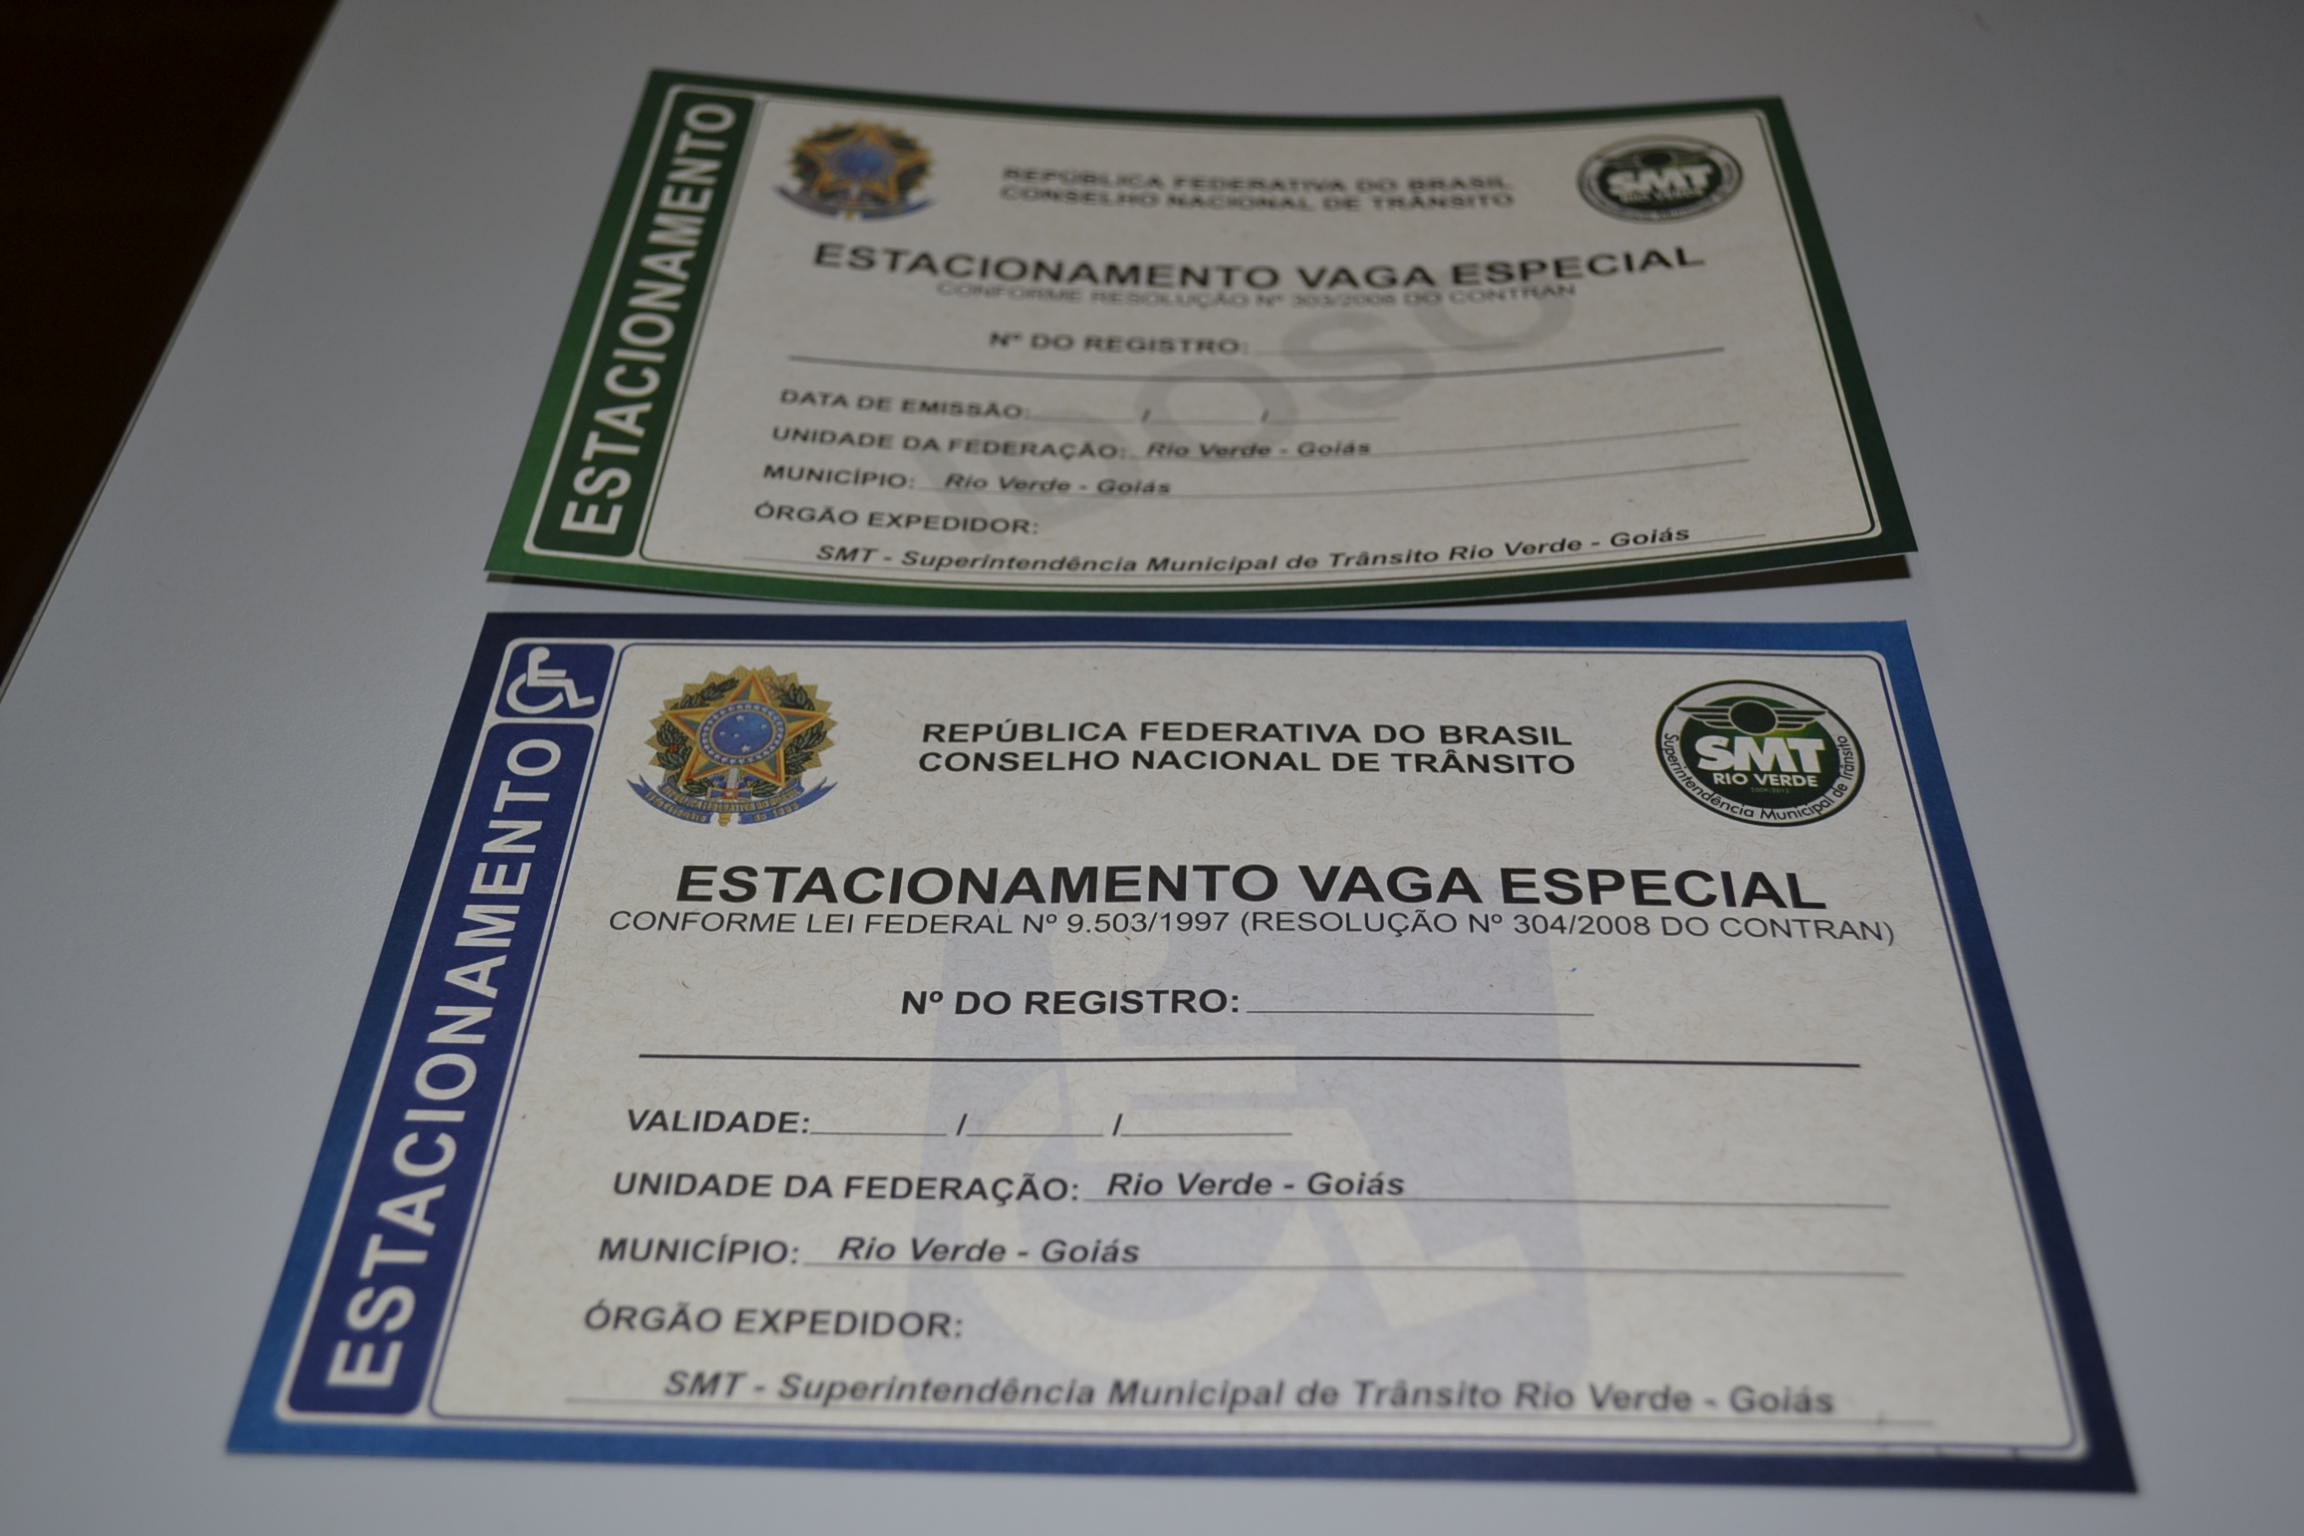 ESTACIONAMENTO
REPÚBLICA FEDERATIVA DO BRASIL
CONSELHO NACIONAL DE TRÂNSITO
SMT
RIO VERDE
ESTACIONAMENTO VAGA ESPECIAL
CONFORME RESOLUÇÃO Nº 303/2008 DO CONTRAN
IDOSO
Nº DO REGISTRO:
DATA DE EMISSÃO: / /
UNIDADE DA FEDERAÇÃO: Rio Verde - Goiás
MUNICÍPIO: Rio Verde - Goiás
ÓRGÃO EXPEDIDOR:
SMT - Superintendência Municipal de Trânsito Rio Verde - Goiás
ESTACIONAMENTO
REPÚBLICA FEDERATIVA DO BRASIL
CONSELHO NACIONAL DE TRÂNSITO
SMT
RIO VERDE
Superintendência Municipal de Trânsito
ESTACIONAMENTO VAGA ESPECIAL
CONFORME LEI FEDERAL Nº 9.503/1997 (RESOLUÇÃO Nº 304/2008 DO CONTRAN)
Nº DO REGISTRO:
VALIDADE: / /
UNIDADE DA FEDERAÇÃO: Rio Verde - Goiás
MUNICÍPIO: Rio Verde - Goiás
ÓRGÃO EXPEDIDOR:
SMT - Superintendência Municipal de Trânsito Rio Verde - Goiás